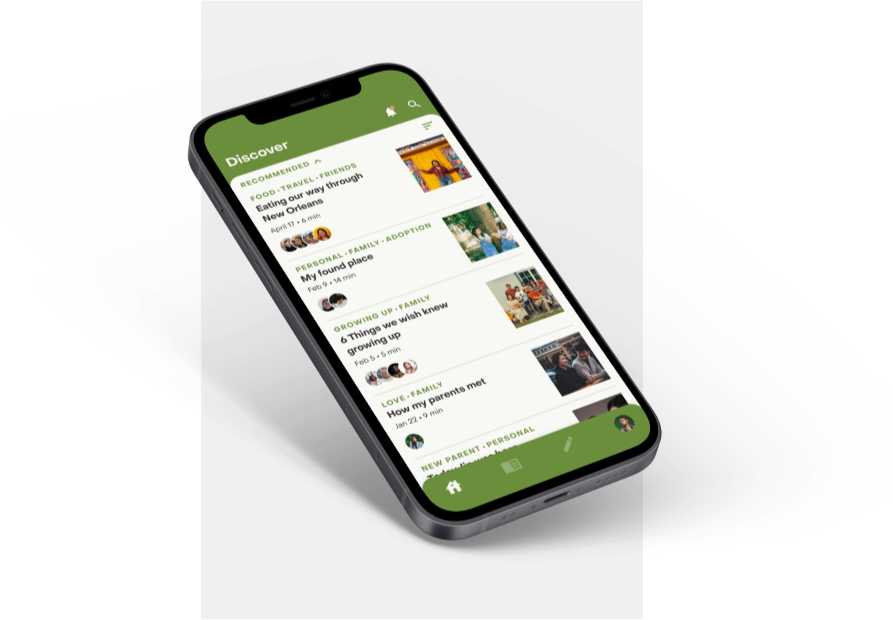 Discover
RECOMMENDED
FOOD · TRAVEL · FRIENDS
Eating our way through
New Orleans
April 17 • 6 min
PERSONAL · FAMILY · ADOPTION
My found place
Feb 9 • 14 min
GROWING UP · FAMILY
6 Things we wish knew
growing up
Feb 5 • 5 min
LOVE · FAMILY
How my parents met
Jan 22 • 9 min
NEW PARENT · PERSONAL